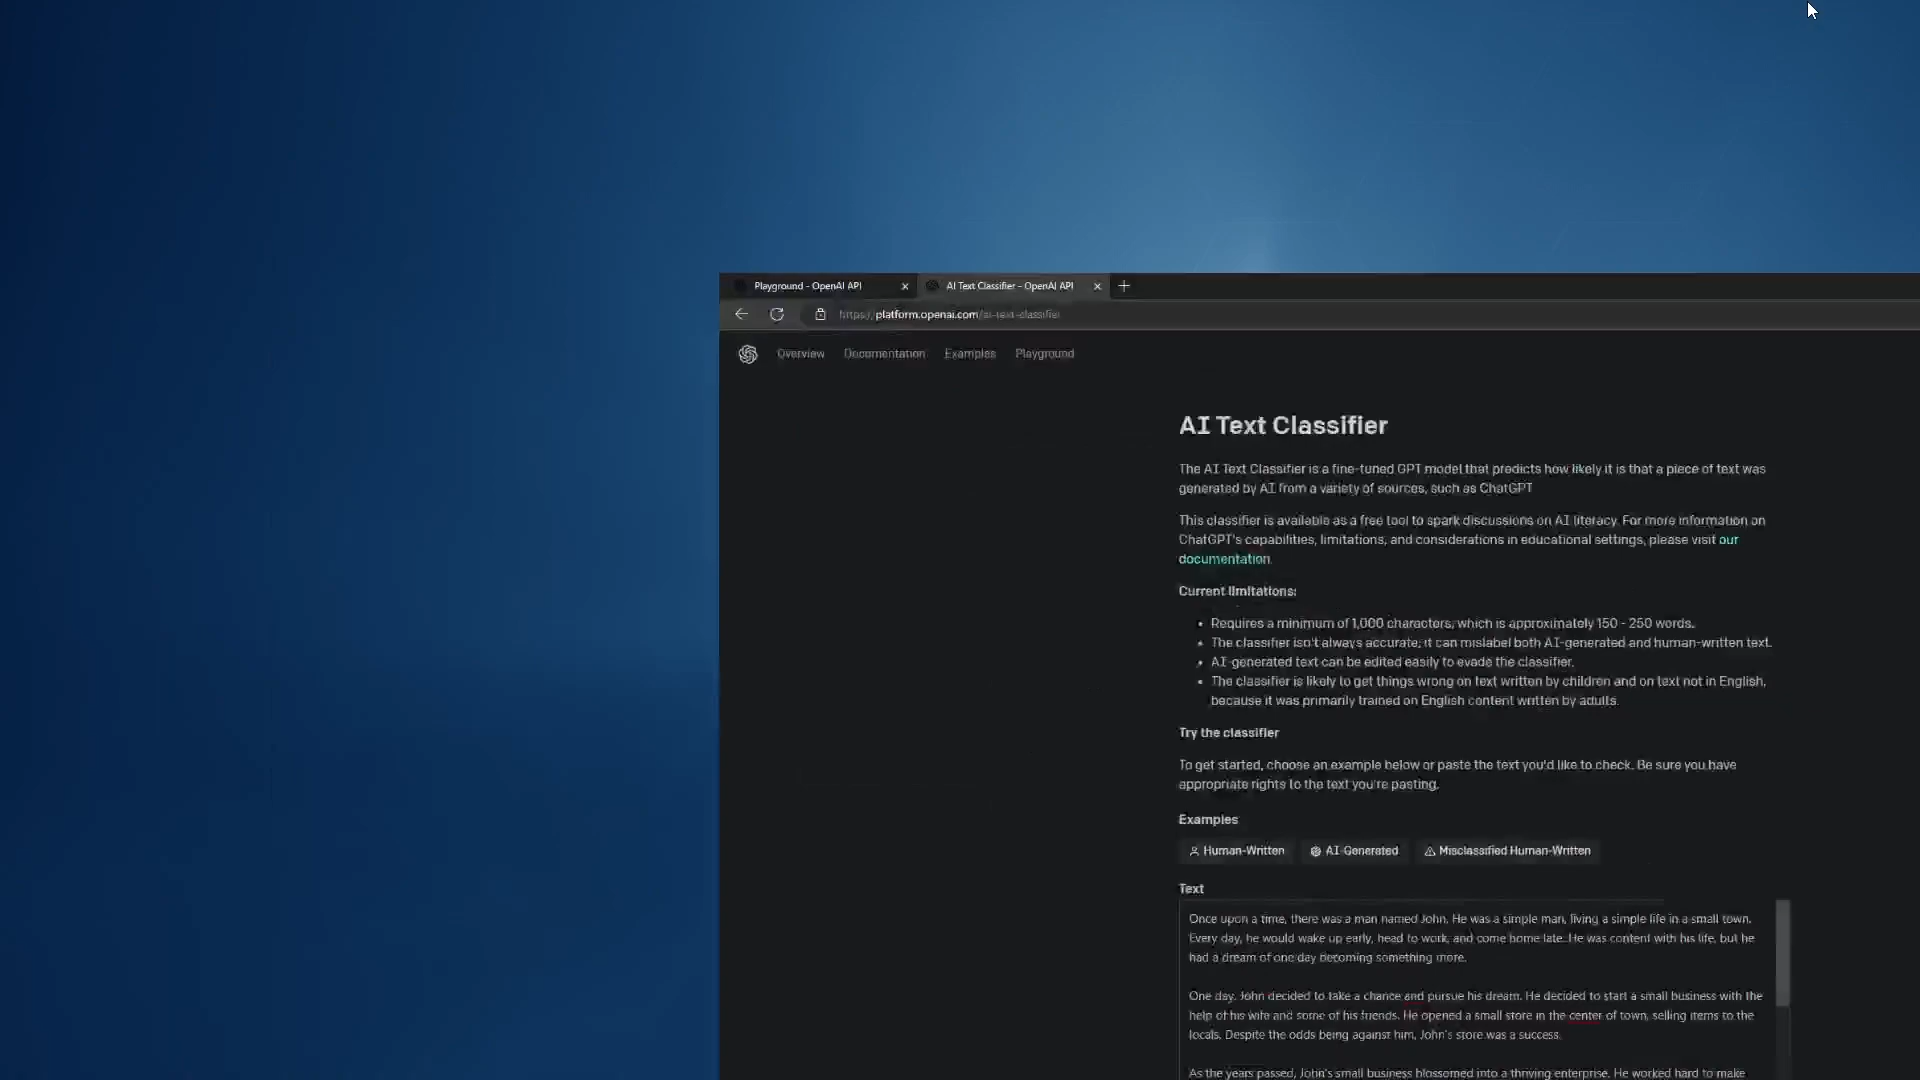 Playground - OpenAI API
AI Text Classifier - OpenAI API
https://platform.openai.com/ai-text-classifier
Overview Documentation Examples Playground
AI Text Classifier
The AI Text Classifier is a fine-tuned GPT model that predicts how likely it is that a piece of text was
generated by AI from a variety of sources, such as ChatGPT
This classifier is available as a free tool to spark discussions on AI literacy. For more information on
ChatGPT's capabilities, limitations, and considerations in educational settings, please visit our
documentation.
Current limitations:
• Requires a minimum of 1,000 characters, which is approximately 150 - 250 words.
• The classifier isn't always accurate; it can mislabel both AI-generated and human-written text.
• AI-generated text can be edited easily to evade the classifier.
• The classifier is likely to get things wrong on text written by children and on text not in English,
because it was primarily trained on English content written by adults.
Try the classifier
To get started, choose an example below or paste the text you'd like to check. Be sure you have
appropriate rights to the text you're pasting.
Examples
Human-Written AI-Generated Misclassified Human-Written
Text
Once upon a time, there was a man named John. He was a simple man, living a simple life in a small town.
Every day, he would wake up early, head to work, and come home late. He was content with his life, but he
had a dream of one day becoming something more.
One day, John decided to take a chance and pursue his dream. He decided to start a small business with the
help of his wife and some of his friends. He opened a small store in the center of town, selling items to the
locals. Despite the odds being against him, John's store was a success.
As the years passed, John's small business blossomed into a thriving enterprise. He worked hard to make